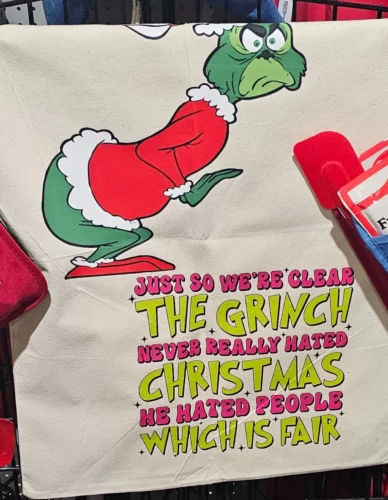 JUST SO WE'RE CLEAR
THE GRINCH
NEVER REALLY HATED
CHRISTMAS
HE HATED PEOPLE
WHICH IS FAIR